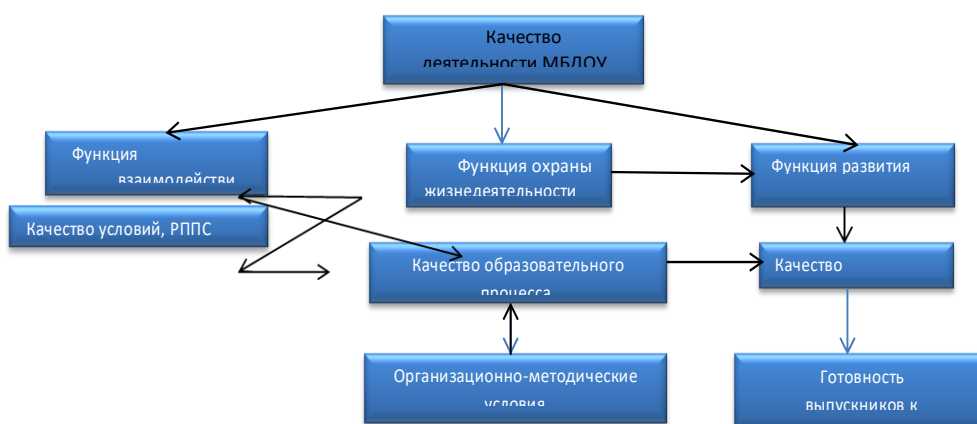 Качество
деятельности МБДОУ
Функция
взаимодействи
Функция охраны
жизнедеятельности
Функция развития
Качество условий, РППС
Качество образовательного
процесса
Качество
Организационно-методические
условия
Готовность
выпускников к